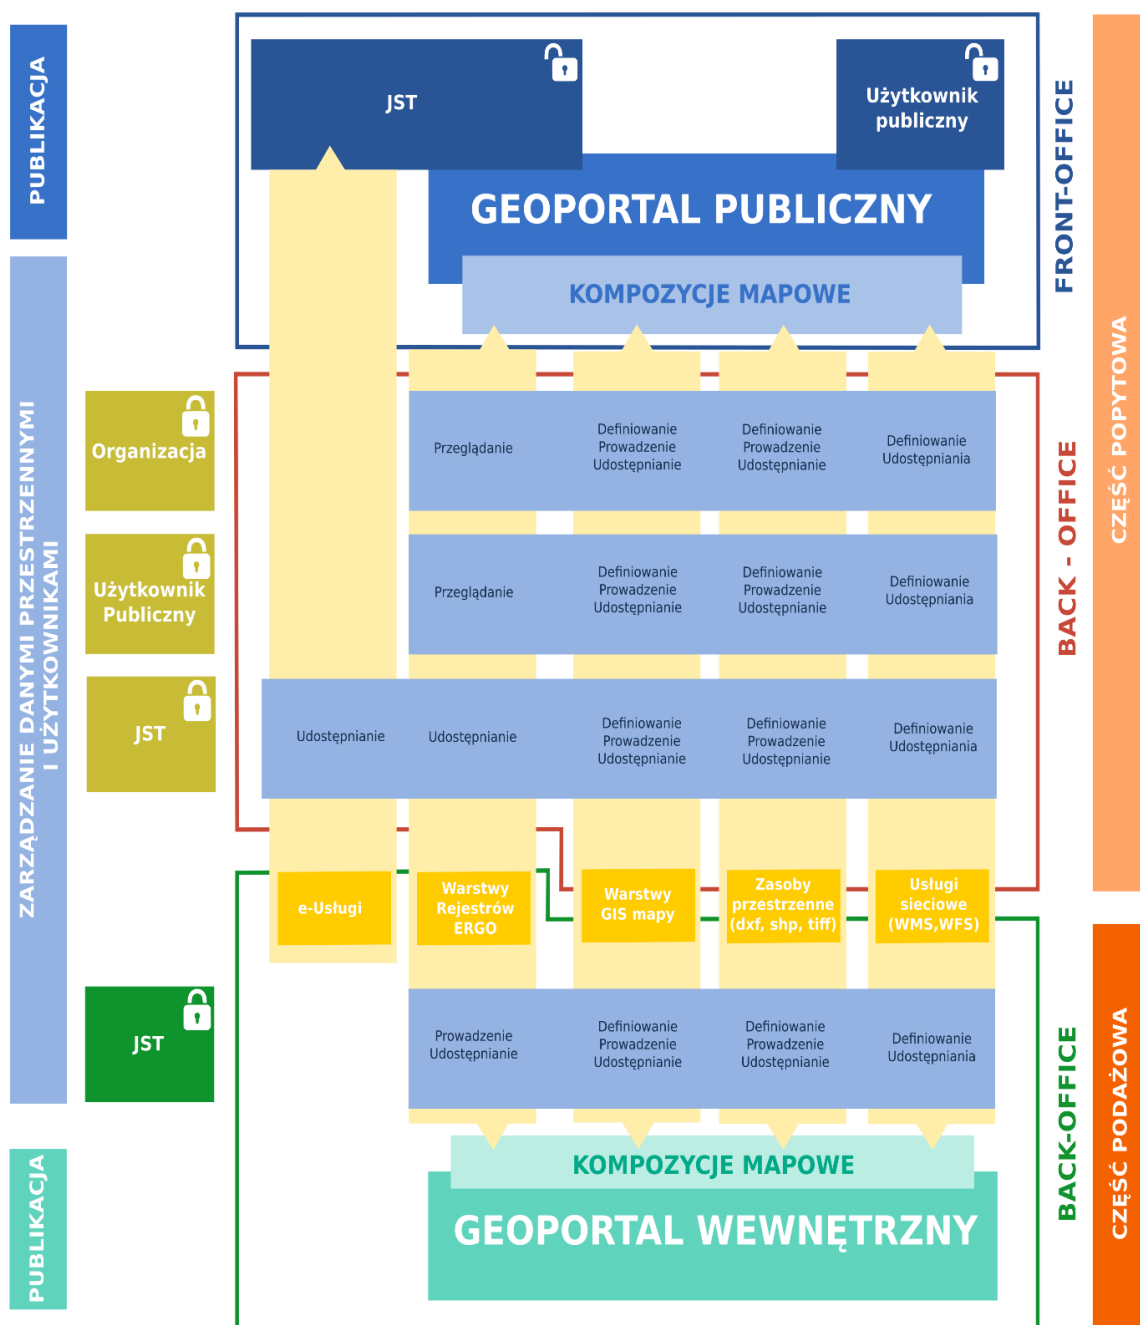 PUBLIKACJA
JST
Użytkownik
publiczny
GEOPORTAL PUBLICZNY
KOMPOZYCJE MAPOWE
FRONT-OFFICE
CZĘŚĆ POPYTOWA
ZARZĄDZANIE DANYMI PRZESTRZENNYMI
I UŻYTKOWNIKAMI
BACK - OFFICE
Organizacja
Przeglądanie
Definiowanie
Prowadzenie
Udostępnianie
Definiowanie
Prowadzenie
Udostępnianie
Definiowanie
Udostępniania
Użytkownik
Publiczny
Przeglądanie
Definiowanie
Prowadzenie
Udostępnianie
Definiowanie
Prowadzenie
Udostępnianie
Definiowanie
Udostępniania
JST
Udostępnianie
Udostępnianie
Definiowanie
Prowadzenie
Udostępnianie
Definiowanie
Prowadzenie
Udostępnianie
Definiowanie
Udostępniania
e-Usługi
Warstwy
Rejestrów
ERGO
Warstwy
GIS mapy
Zasoby
przestrzenne
(dxf, shp, tiff)
Usługi
sieciowe
(WMS,WFS)
JST
Prowadzenie
Udostępnianie
Definiowanie
Prowadzenie
Udostępnianie
Definiowanie
Prowadzenie
Udostępnianie
Definiowanie
Udostępniania
BACK-OFFICE
CZĘŚĆ PODAŻOWA
PUBLIKACJA
KOMPOZYCJE MAPOWE
GEOPORTAL WEWNĘTRZNY